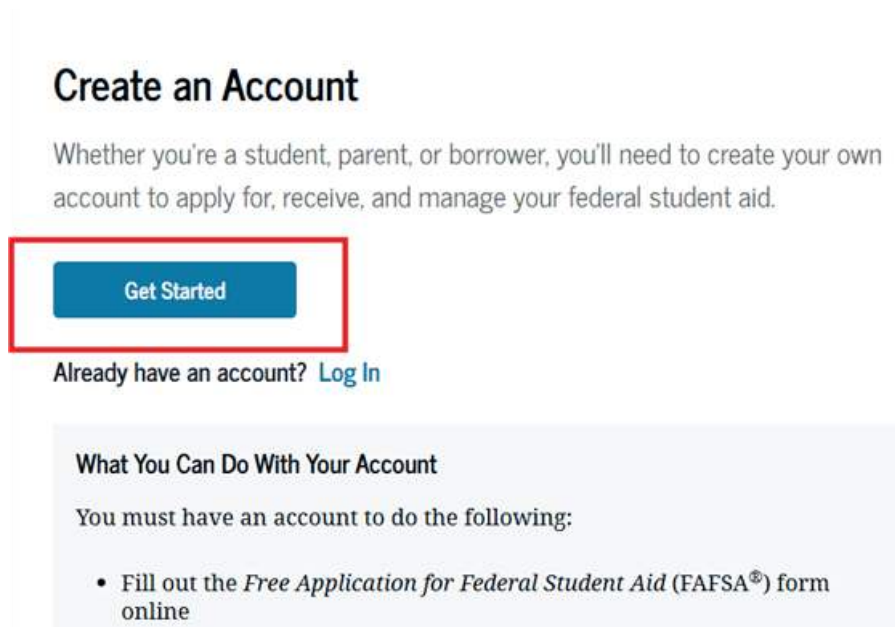 Create an Account
Whether you're a student, parent, or borrower, you'll need to create your own
account to apply for, receive, and manage your federal student aid.
Get Started
Already have an account? Log In
What You Can Do With Your Account
You must have an account to do the following:
• Fill out the Free Application for Federal Student Aid (FAFSA®) form
online